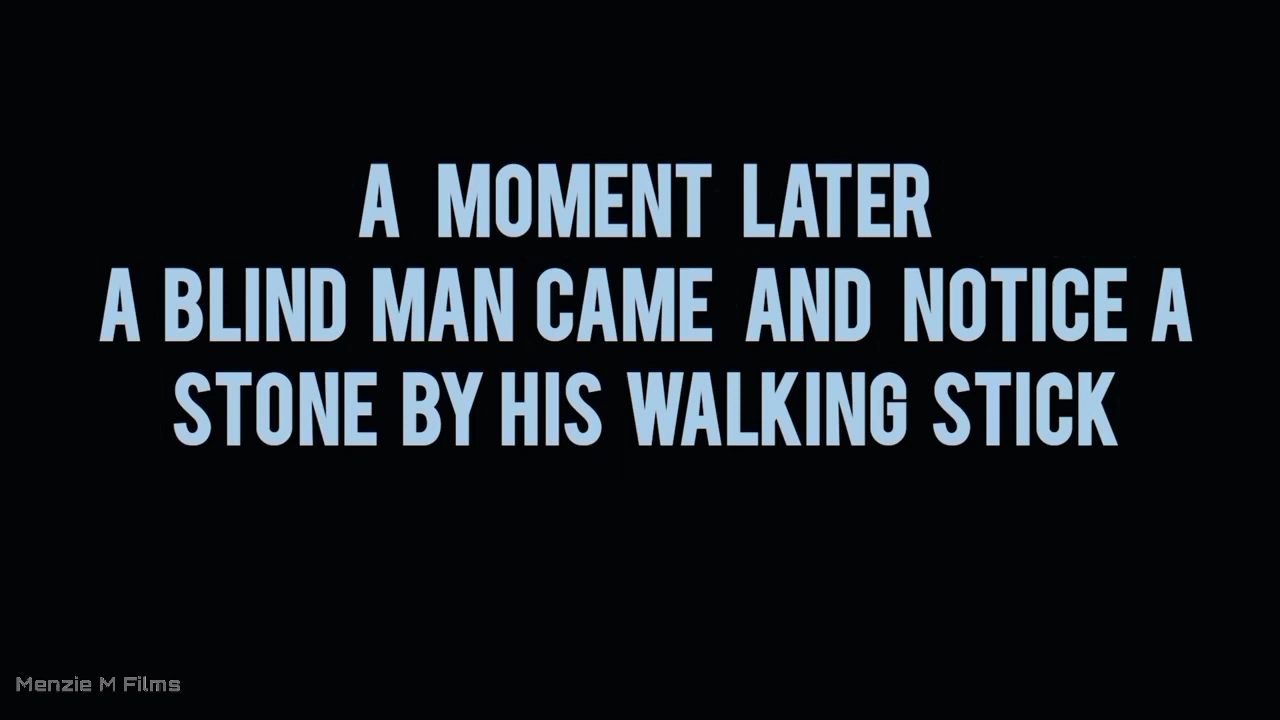 A MOMENT LATER
A BLIND MAN CAME AND NOTICE A
STONE BY HIS WALKING STICK
Menzie M Films